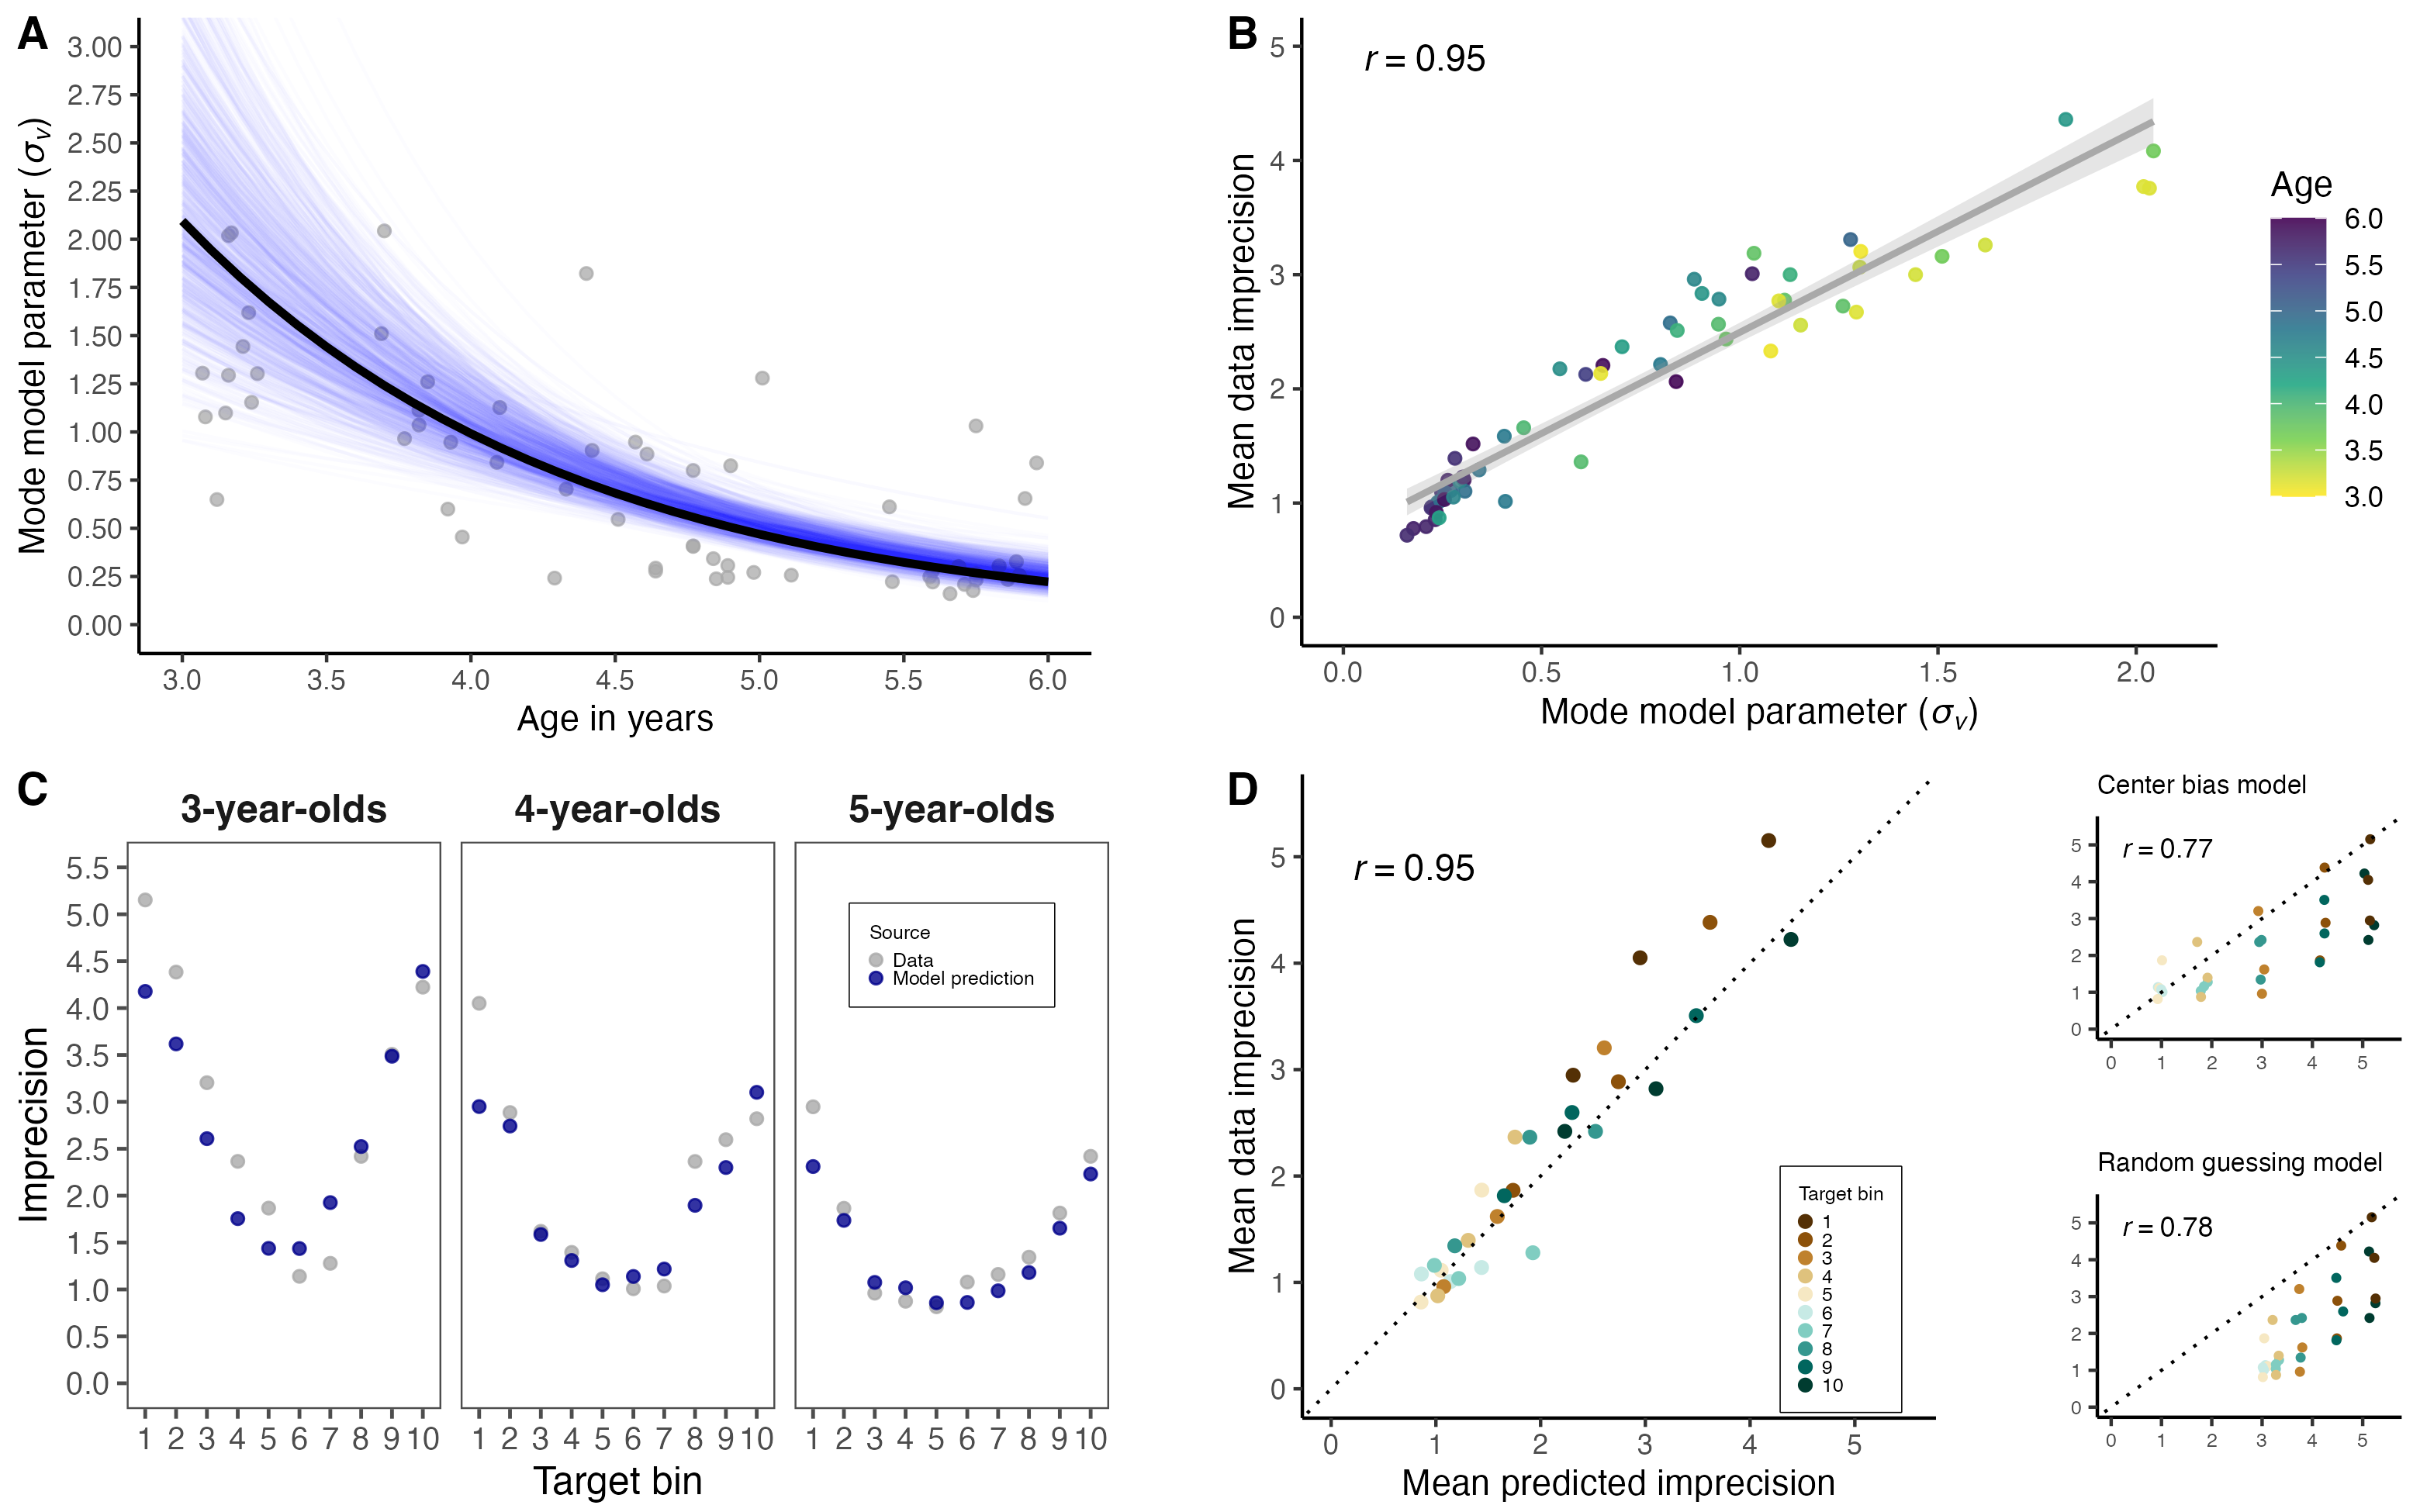 A
Mode model parameter (σv)
3.00
2.75
2.50
2.25
2.00
1.75
1.50
1.25
1.00
0.75
0.50
0.25
0.00
3.0 3.5 4.0 4.5 5.0 5.5 6.0
Age in years
B
r = 0.95
Mean data imprecision
5
4
3
2
1
0
0.0 0.5 1.0 1.5 2.0
Mode model parameter (σv)
Age
6.0
5.5
5.0
4.5
4.0
3.5
3.0
C
3-year-olds 4-year-olds 5-year-olds
Imprecision
5.5
5.0
4.5
4.0
3.5
3.0
2.5
2.0
1.5
1.0
0.5
0.0
Source
Data
Model prediction
1 2 3 4 5 6 7 8 9 10 1 2 3 4 5 6 7 8 9 10 1 2 3 4 5 6 7 8 9 10
Target bin
D
r = 0.95
Mean data imprecision
5
4
3
2
1
0
Target bin
1
2
3
4
5
6
7
8
9
10
0 1 2 3 4 5
Mean predicted imprecision
Center bias model
r = 0.77
5
4
3
2
1
0
0 1 2 3 4 5
Random guessing model
r = 0.78
5
4
3
2
1
0
0 1 2 3 4 5